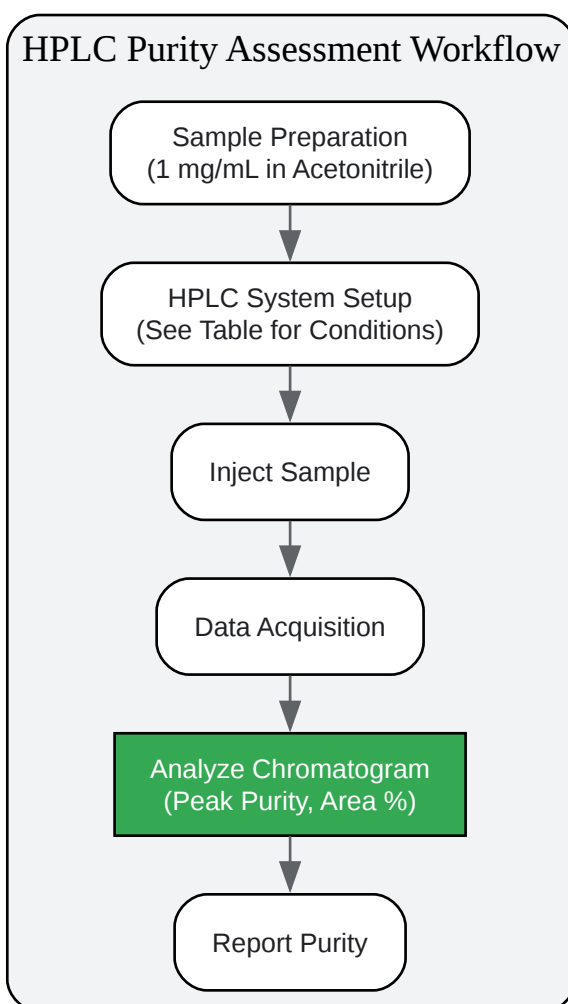 HPLC Purity Assessment Workflow
Sample Preparation
(1 mg/mL in Acetonitrile)
HPLC System Setup
(See Table for Conditions)
Inject Sample
Data Acquisition
Analyze Chromatogram
(Peak Purity, Area %)
Report Purity